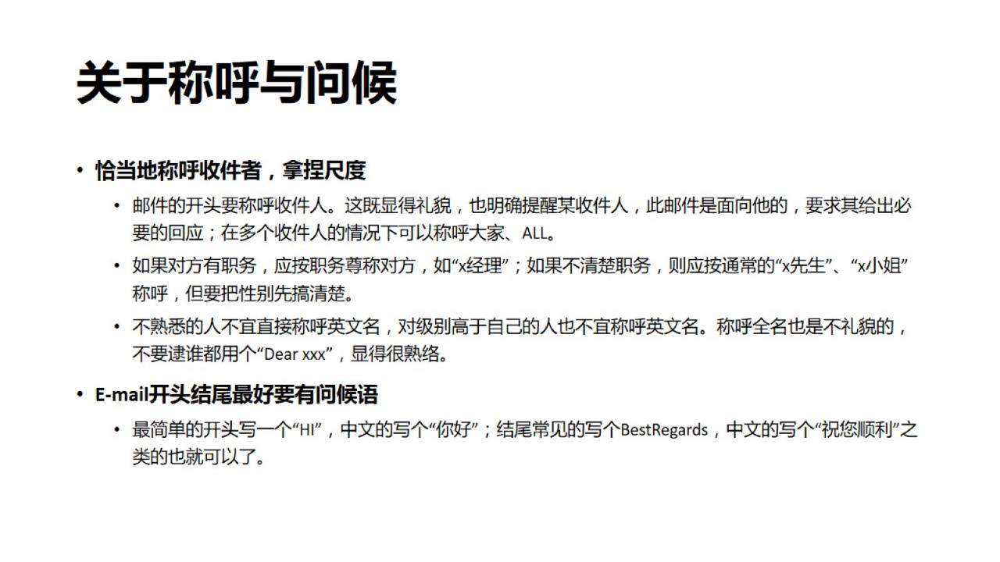 关于称呼与问候
• 恰当地称呼收件者，拿捏尺度
• 邮件的开头要称呼收件人。这既显得礼貌，也明确提醒某收件人，此邮件是面向他的，要求其给出必
要的回应；在多个收件人的情况下可以称呼大家、ALL。
• 如果对方有职务，应按职务尊称对方，如“x经理”；如果不清楚职务，则应按通常的“x先生”、“x小姐”
称呼，但要把性别先搞清楚。
• 不熟悉的人不宜直接称呼英文名，对级别高于自己的人也不宜称呼英文名。称呼全名也是不礼貌的，
不要逮谁都用个“Dear xxx”，显得很熟络。
• E-mail开头结尾最好要有问候语
• 最简单的开头写一个“HI”，中文的写个“你好”；结尾常见的写个BestRegards，中文的写个“祝您顺利”之
类的也就可以了。